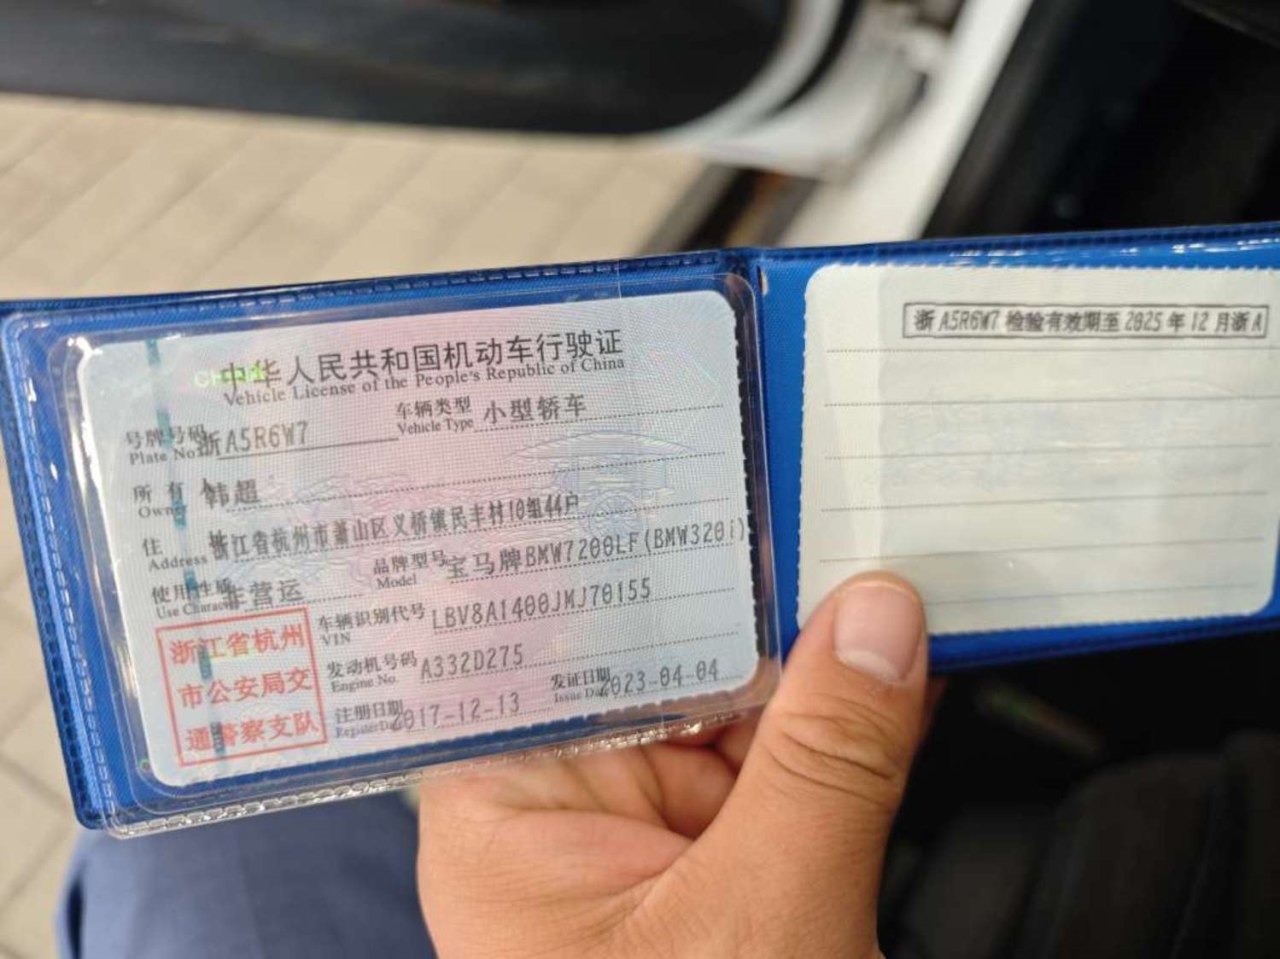 中华人民共和国机动车行驶证
Vehicle License of the People's Republic of China
号牌号码 浙A5R6W7 车辆类型 小型轿车
Plate No. Vehicle Type
所有人 韩超
Owner
住址 浙江省杭州市萧山区义桥镇民丰村10组44户
Address
使用性质 非营运 品牌型号 宝马牌BMW7200LF(BMW320i)
Use Character Model
车辆识别代号 LBV8A1400JMJ70155
VIN
发动机号码 A332D275
Engine No.
注册日期 2017-12-13 发证日期 2023-04-04
Register Date Issue Date
浙江省杭州
市公安局交
通警察支队
浙A5R6W7 检验有效期至2025年12月浙A